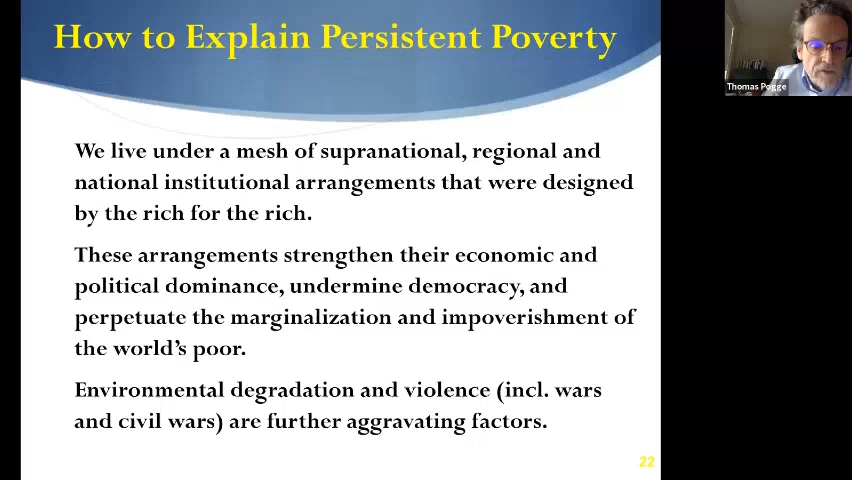 How to Explain Persistent Poverty
Thomas Pogge
We live under a mesh of supranational, regional and
national institutional arrangements that were designed
by the rich for the rich.
These arrangements strengthen their economic and
political dominance, undermine democracy, and
perpetuate the marginalization and impoverishment of
the world's poor.
Environmental degradation and violence (incl. wars
and civil wars) are further aggravating factors.
22